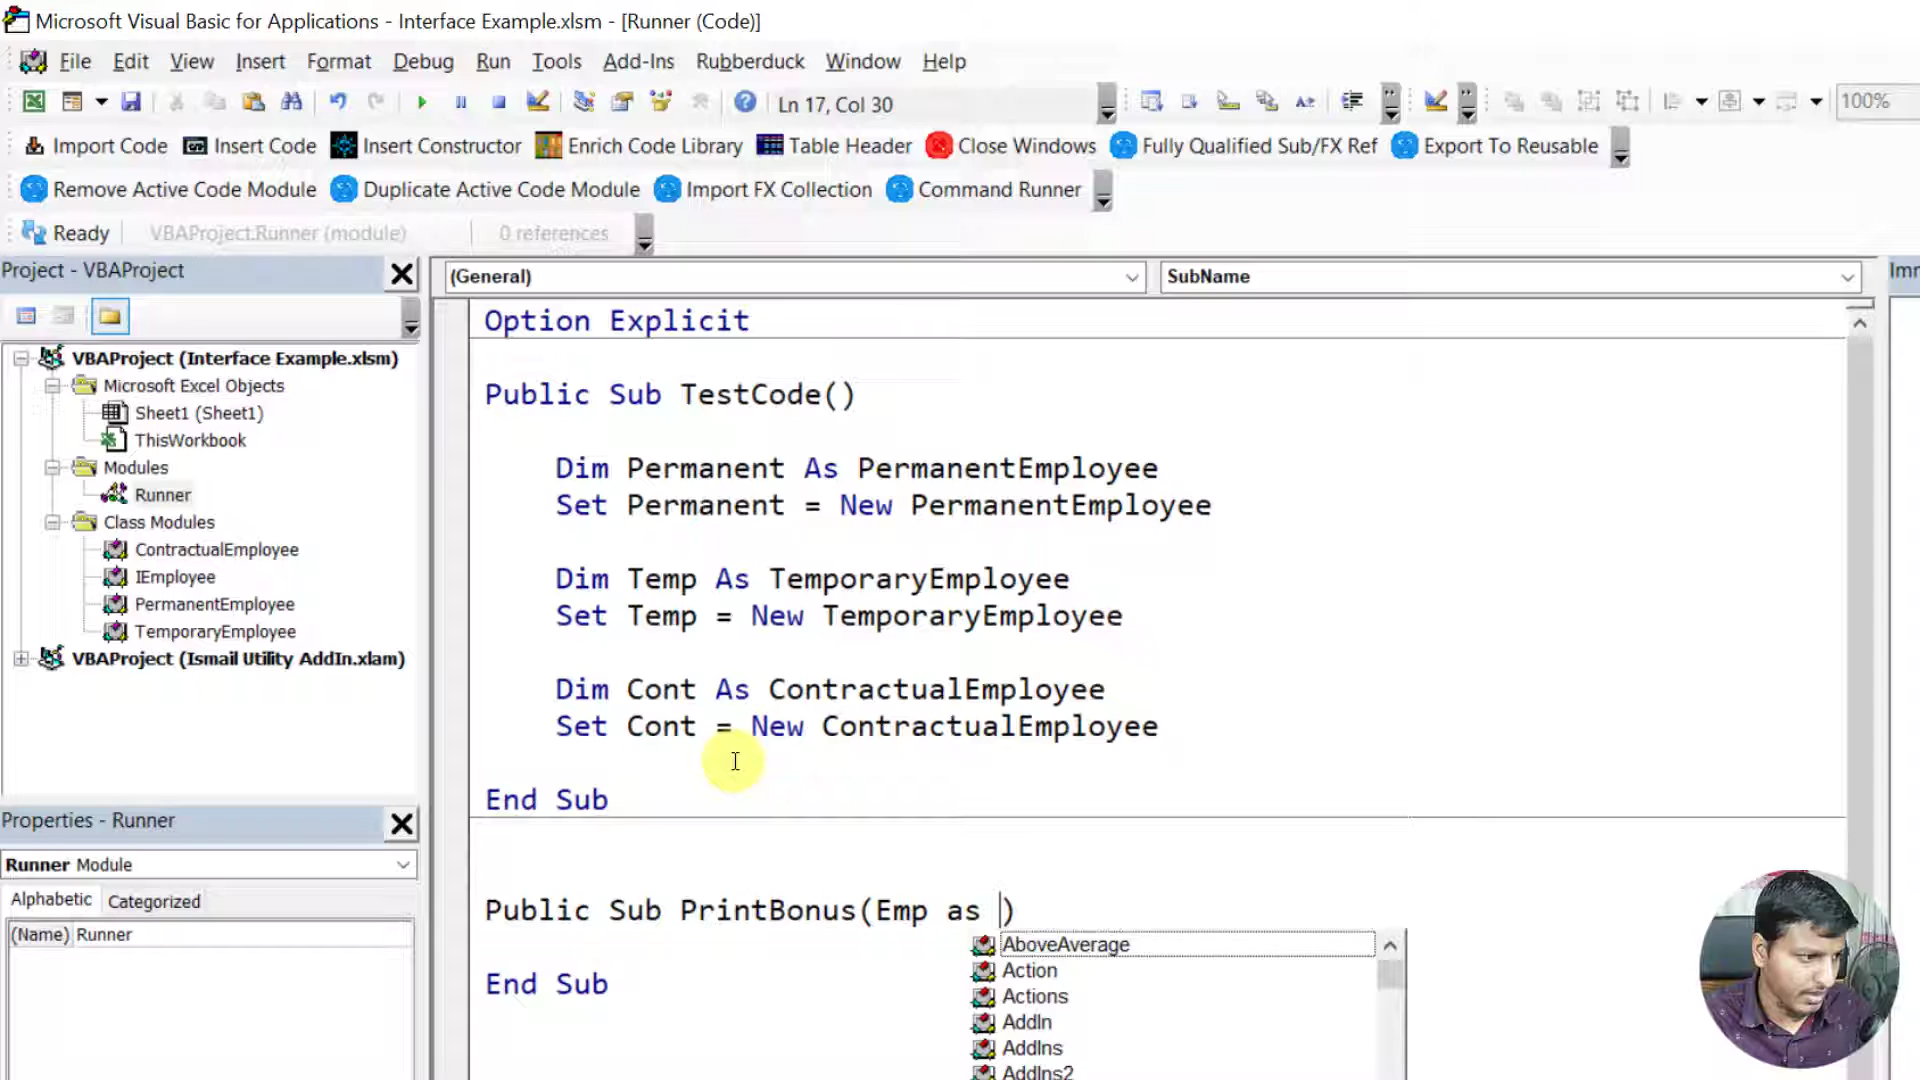 Microsoft Visual Basic for Applications - Interface Example.xlsm - [Runner (Code)]
File Edit View Insert Format Debug Run Tools Add-Ins Rubberduck Window Help
Ln 17, Col 30
100%
Import Code Insert Code Insert Constructor Enrich Code Library Table Header Close Windows Fully Qualified Sub/FX Ref Export To Reusable
Remove Active Code Module Duplicate Active Code Module Import FX Collection Command Runner
Ready VBAProject.Runner (module) 0 references
Project - VBAProject
VBAProject (Interface Example.xlsm)
Microsoft Excel Objects
Sheet1 (Sheet1)
ThisWorkbook
Modules
Runner
Class Modules
ContractualEmployee
IEmployee
PermanentEmployee
TemporaryEmployee
VBAProject (Ismail Utility AddIn.xlam)
Properties - Runner
Runner Module
Alphabetic Categorized
(Name) Runner
(General) SubName
Option Explicit
Public Sub TestCode()
Dim Permanent As PermanentEmployee
Set Permanent = New PermanentEmployee
Dim Temp As TemporaryEmployee
Set Temp = New TemporaryEmployee
Dim Cont As ContractualEmployee
Set Cont = New ContractualEmployee
End Sub
Public Sub PrintBonus(Emp as )
End Sub
AboveAverage
Action
Actions
AddIn
AddIns
AddIns2